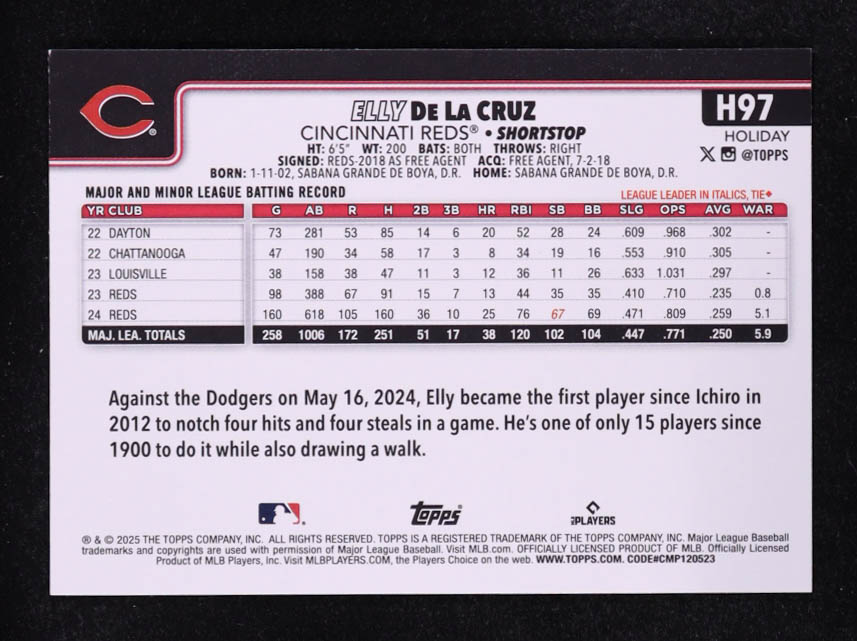 H97
ELLY DE LA CRUZ
CINCINNATI REDS® • SHORTSTOP
HOLIDAY
HT: 6'5" WT: 200 BATS: BOTH THROWS: RIGHT
@TOPPS
SIGNED: REDS-2018 AS FREE AGENT ACQ: FREE AGENT, 7-2-18
BORN: 1-11-02, SABANA GRANDE DE BOYA, D.R. HOME: SABANA GRANDE DE BOYA, D.R.
MAJOR AND MINOR LEAGUE BATTING RECORD
LEAGUE LEADER IN ITALICS, TIE♦
YR CLUB G AB R H 2B 3B HR RBI SB BB SLG OPS AVG WAR
22 DAYTON 73 281 53 85 14 6 20 52 28 24 .609 .968 .302 -
22 CHATTANOOGA 47 190 34 58 17 3 8 34 19 16 .553 .910 .305 -
23 LOUISVILLE 38 158 38 47 11 3 12 36 11 26 .633 1.031 .297 -
23 REDS 98 388 67 91 15 7 13 44 35 35 .410 .710 .235 0.8
24 REDS 160 618 105 160 36 10 25 76 67 69 .471 .809 .259 5.1
MAJ. LEA. TOTALS 258 1006 172 251 51 17 38 120 102 104 .447 .771 .250 5.9
Against the Dodgers on May 16, 2024, Elly became the first player since Ichiro in
2012 to notch four hits and four steals in a game. He's one of only 15 players since
1900 to do it while also drawing a walk.
Topps®
PLAYERS
® & © 2025 THE TOPPS COMPANY, INC. ALL RIGHTS RESERVED. TOPPS IS A REGISTERED TRADEMARK OF THE TOPPS COMPANY, INC. Major League Baseball
trademarks and copyrights are used with permission of Major League Baseball. Visit MLB.com. OFFICIALLY LICENSED PRODUCT OF MLB. Officially Licensed
Product of MLB Players, Inc. Visit MLBPLAYERS.COM, the Players Choice on the web. WWW.TOPPS.COM. CODE#CMP120523